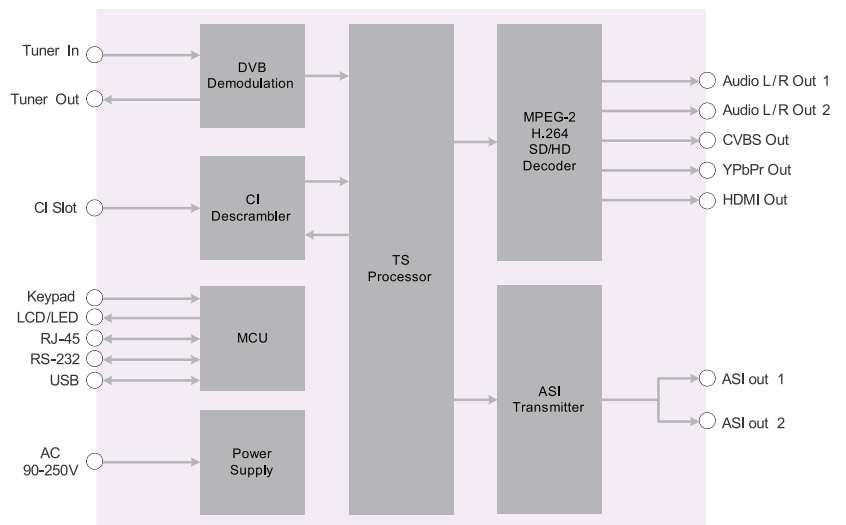 Tuner In
Tuner Out
CI Slot
Keypad
LCD/LED
RJ-45
RS-232
USB
AC
90-250V
DVB
Demodulation
CI
Descrambler
MCU
Power
Supply
TS
Processor
MPEG-2
H.264
SD/HD
Decoder
ASI
Transmitter
Audio L/R Out 1
Audio L/R Out 2
CVBS Out
YPbPr Out
HDMI Out
ASI out 1
ASI out 2